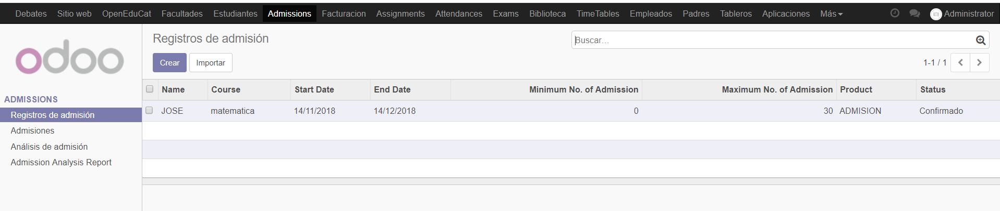 Debates Sitio web OpenEduCat Facultades Estudiantes Admissions Facturacion Assignments Attendances Exams Biblioteca TimeTables Empleados Padres Tableros Aplicaciones Más Administrator
odoo
Registros de admisión
Buscar...
Crear Importar
1-1 / 1
ADMISSIONS
Registros de admisión
Admisiones
Análisis de admisión
Admission Analysis Report
Name Course Start Date End Date Minimum No. of Admission Maximum No. of Admission Product Status
JOSE matematica 14/11/2018 14/12/2018 0 30 ADMISION Confirmado